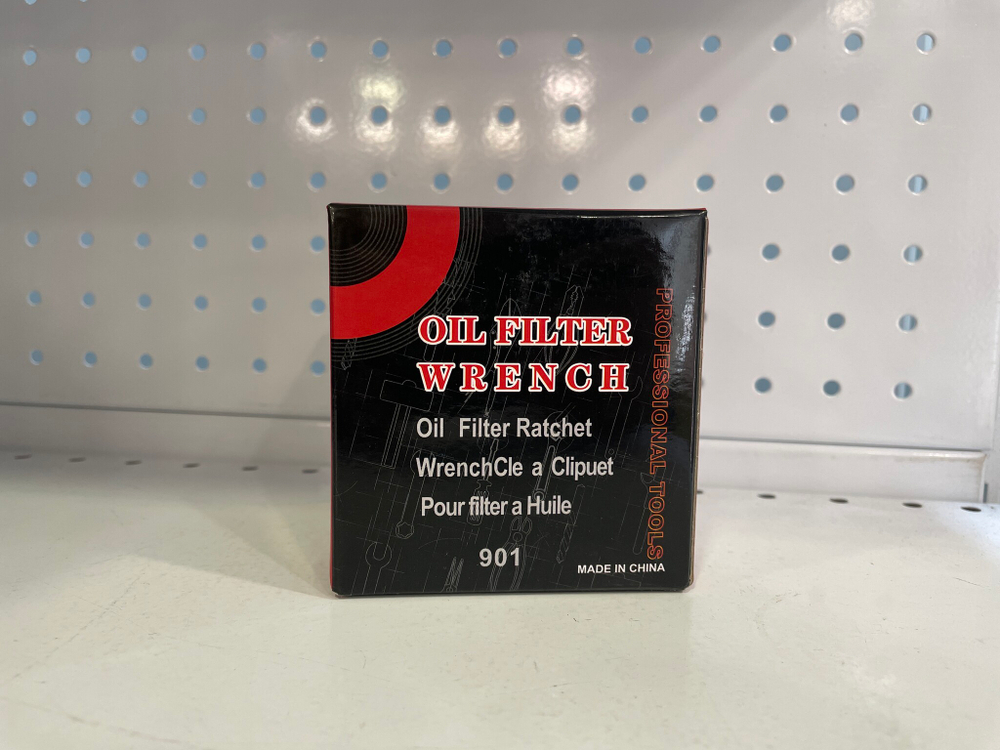 OIL FILTER
WRENCH
Oil Filter Ratchet
WrenchCle a Clipuet
Pour filter a Huile
901
MADE IN CHINA
PROFESSIONAL TOOLS